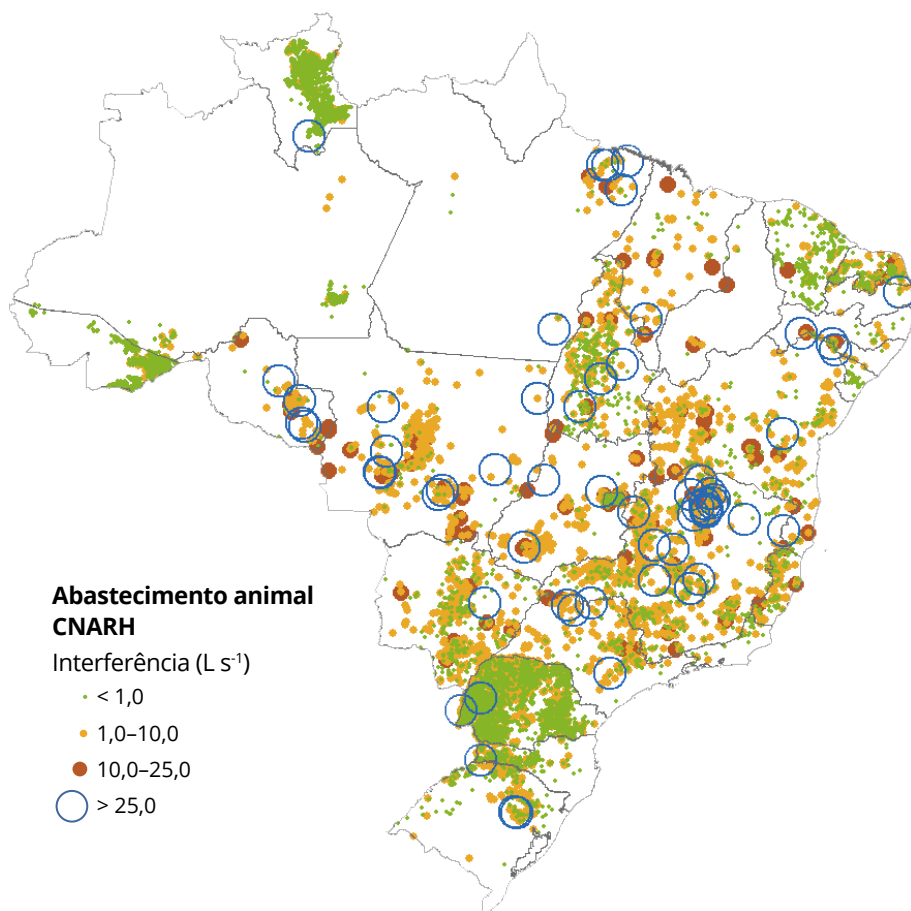 Abastecimento animal
CNARH
Interferência (L s⁻¹)
< 1,0
1,0–10,0
10,0–25,0
> 25,0